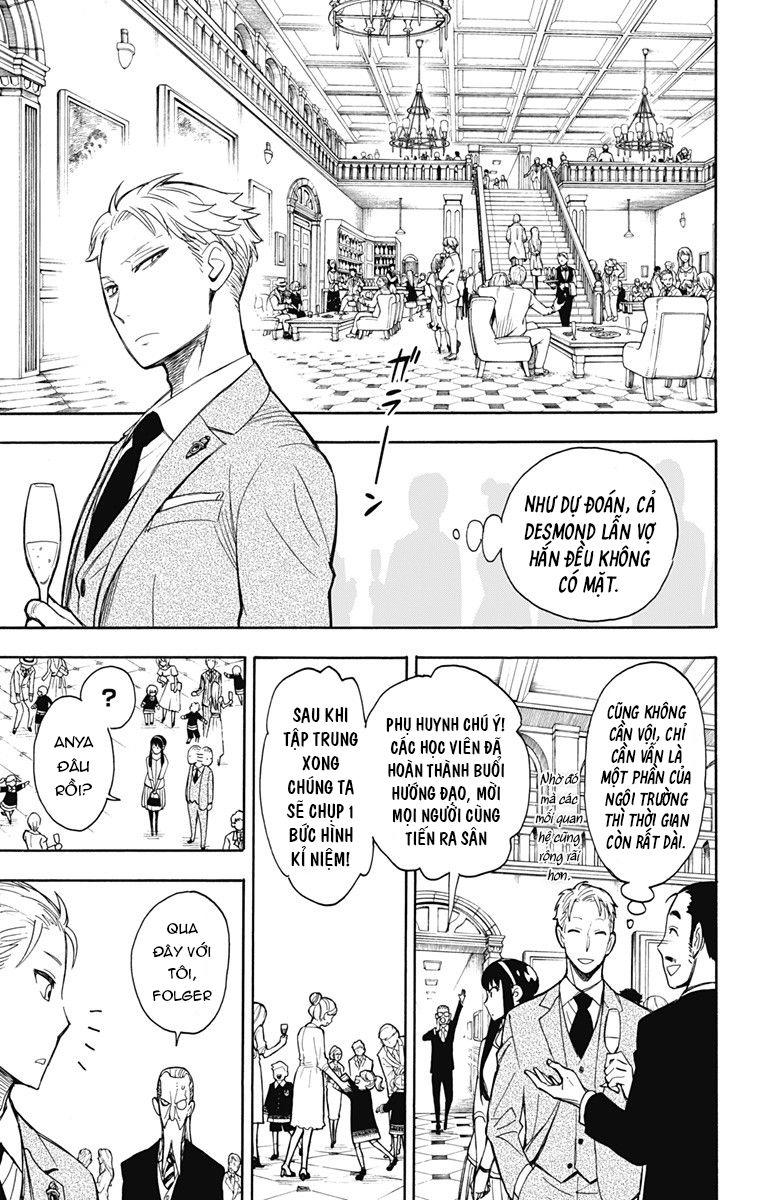 ガヤ
ガヤ
NHƯ DỰ ĐOÁN, CẢ
DESMOND LẪN VỢ
HẮN ĐỀU KHÔNG
CÓ MẶT.
CŨNG KHÔNG
CẦN VỘI, CHỈ
CẦN VẪN LÀ
MỘT PHẦN CỦA
NGÔI TRƯỜNG
THÌ THỜI GIAN
CÒN RẤT DÀI.
Nhờ đó
mà các
mối quan
hệ cũng
rộng rãi
hơn.
PHỤ HUYNH CHÚ Ý!
CÁC HỌC VIÊN ĐÃ
HOÀN THÀNH BUỔI
HƯỚNG ĐẠO, MỜI
MỌI NGƯỜI CÙNG
TIẾN RA SÂN
SAU KHI
TẬP TRUNG
XONG
CHÚNG TA
SẼ CHỤP 1
BỨC HÌNH
KỈ NIỆM!
?
ANYA
ĐÂU
RỒI?
QUA
ĐÂY VỚI
TÔI,
FOLGER